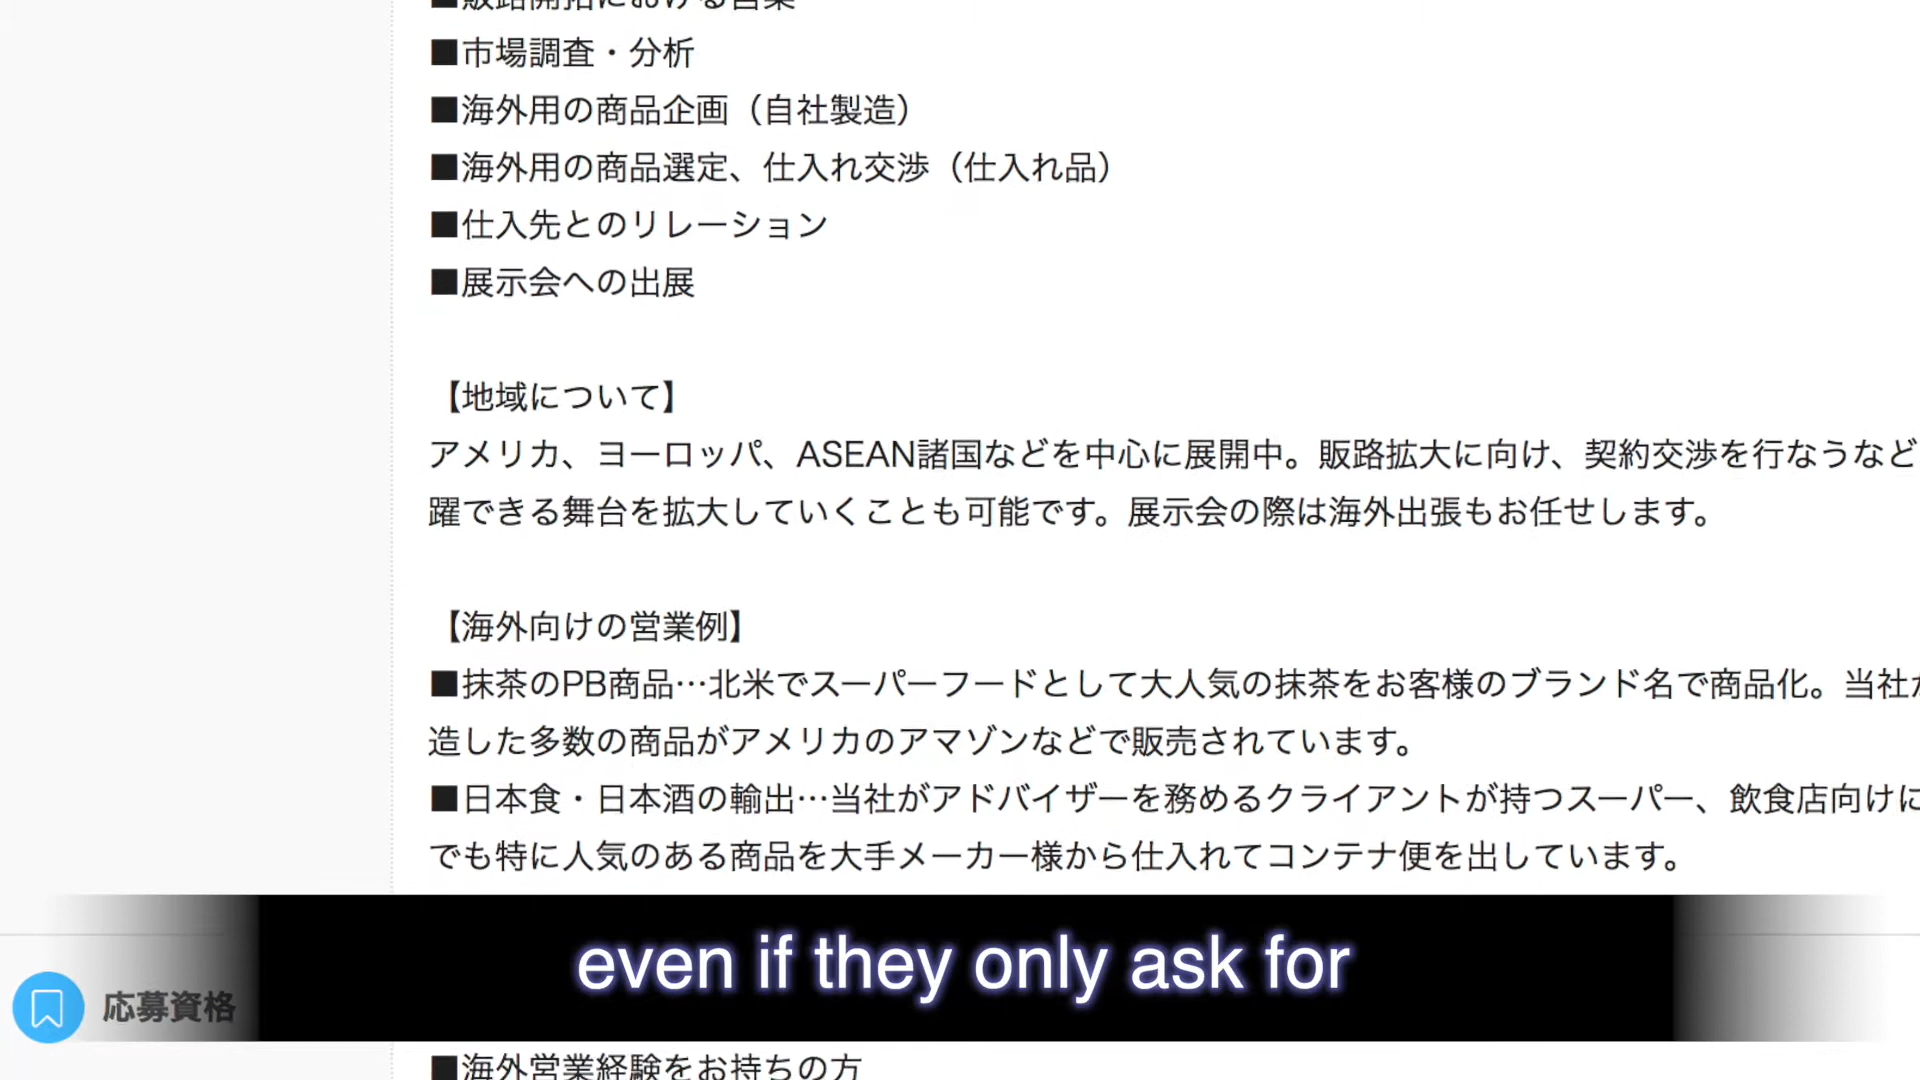 ■販路開拓における営業
■市場調査・分析
■海外用の商品企画（自社製造）
■海外用の商品選定、仕入れ交渉（仕入れ品）
■仕入先とのリレーション
■展示会への出展
【地域について】
アメリカ、ヨーロッパ、ASEAN諸国などを中心に展開中。販路拡大に向け、契約交渉を行なうなど
躍できる舞台を拡大していくことも可能です。展示会の際は海外出張もお任せします。
【海外向けの営業例】
■抹茶のPB商品…北米でスーパーフードとして大人気の抹茶をお客様のブランド名で商品化。当社が
造した多数の商品がアメリカのアマゾンなどで販売されています。
■日本食・日本酒の輸出…当社がアドバイザーを務めるクライアントが持つスーパー、飲食店向けに
でも特に人気のある商品を大手メーカー様から仕入れてコンテナ便を出しています。
even if they only ask for
応募資格
■海外営業経験をお持ちの方